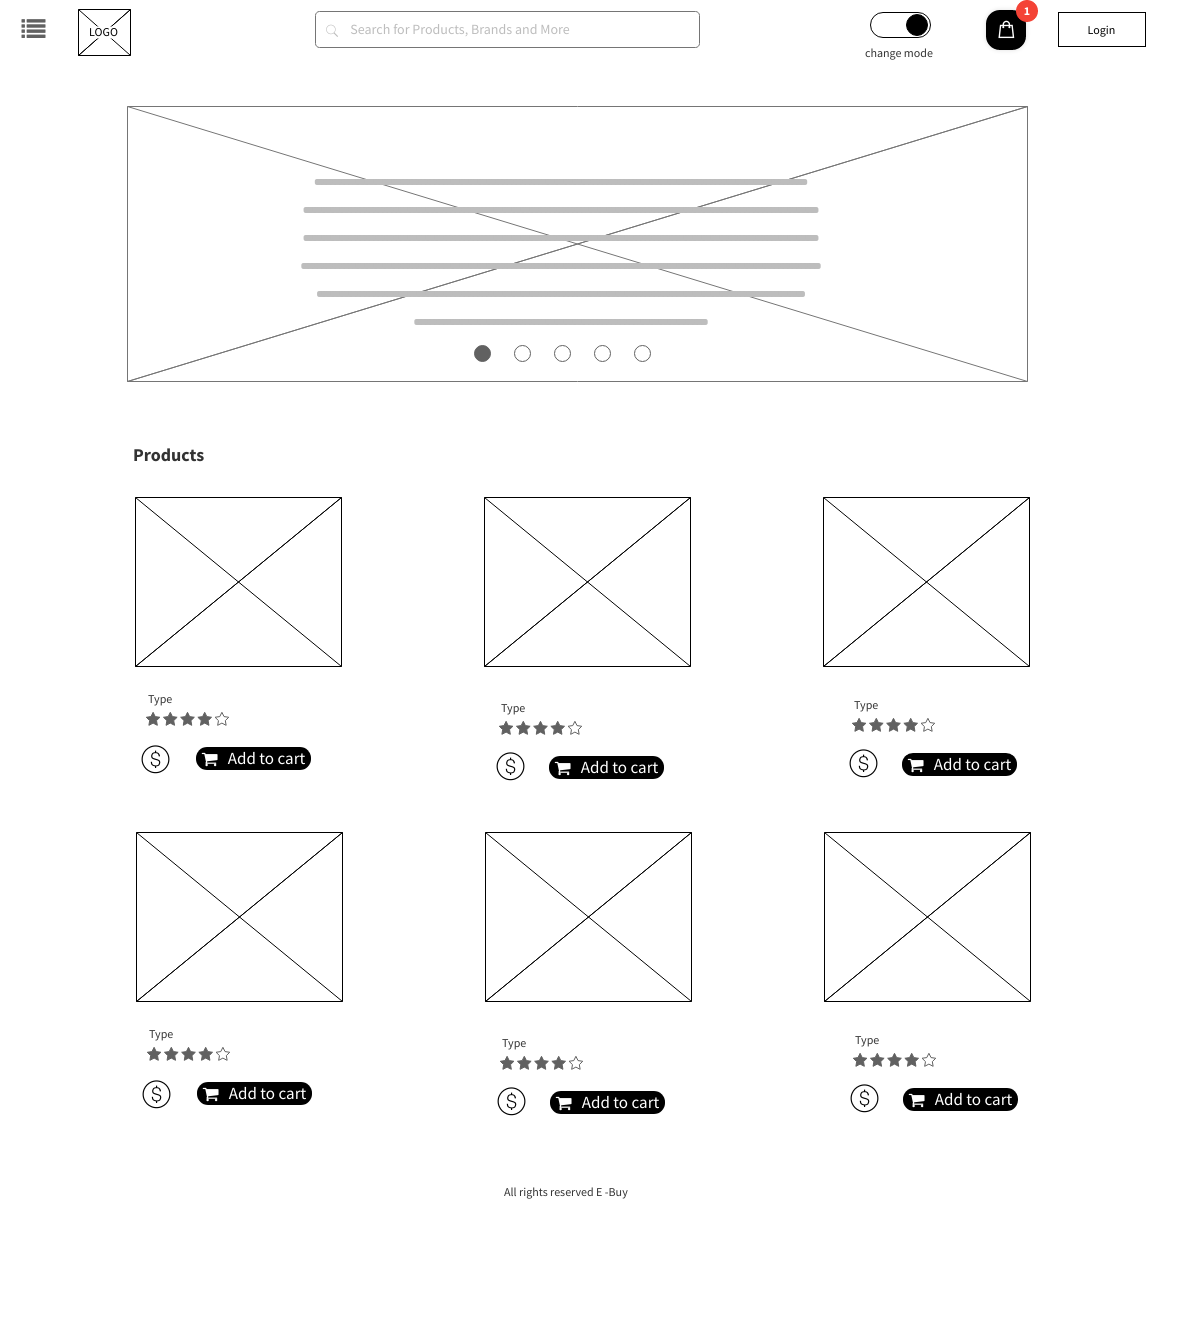 LOGO
Search for Products, Brands and More
change mode
1
Login
Products
Type
Type
Type
$ Add to cart
$ Add to cart
$ Add to cart
Type
Type
Type
$ Add to cart
$ Add to cart
$ Add to cart
All rights reserved E -Buy